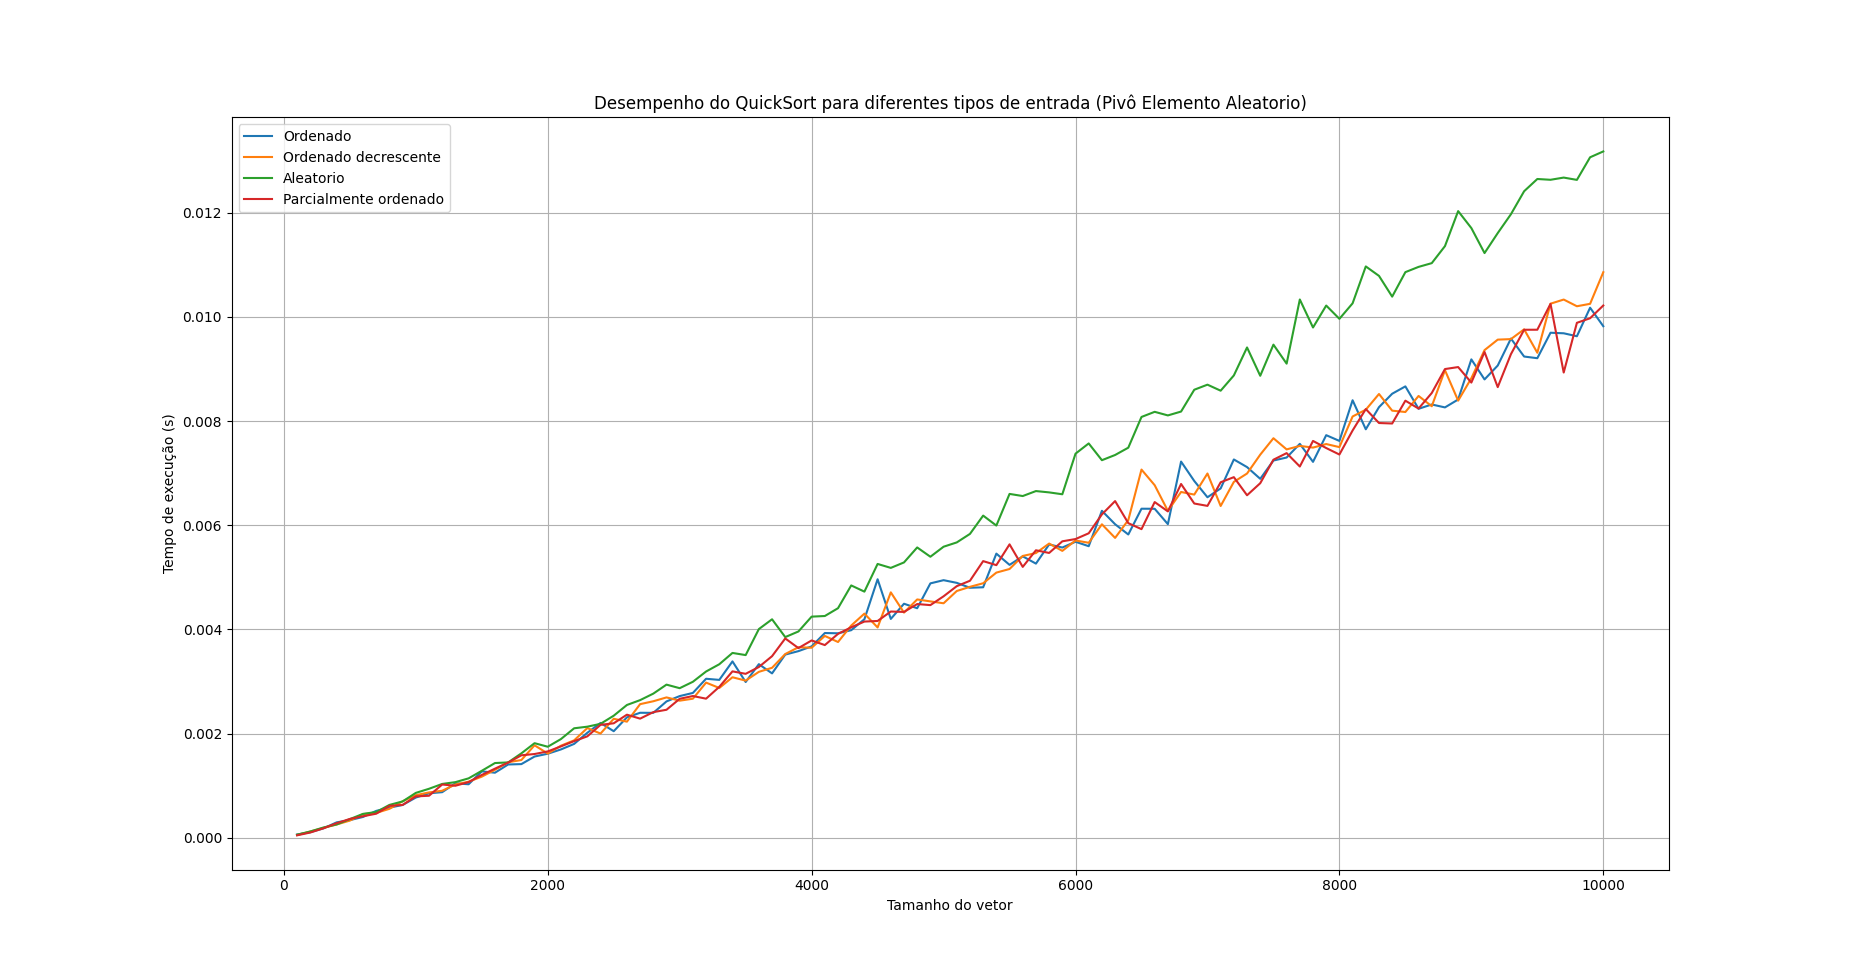 Desempenho do QuickSort para diferentes tipos de entrada (Pivô Elemento Aleatorio)
Ordenado
Ordenado decrescente
Aleatorio
Parcialmente ordenado
0.012
0.010
0.008
0.006
0.004
0.002
0.000
Tempo de execução (s)
0 2000 4000 6000 8000 10000
Tamanho do vetor